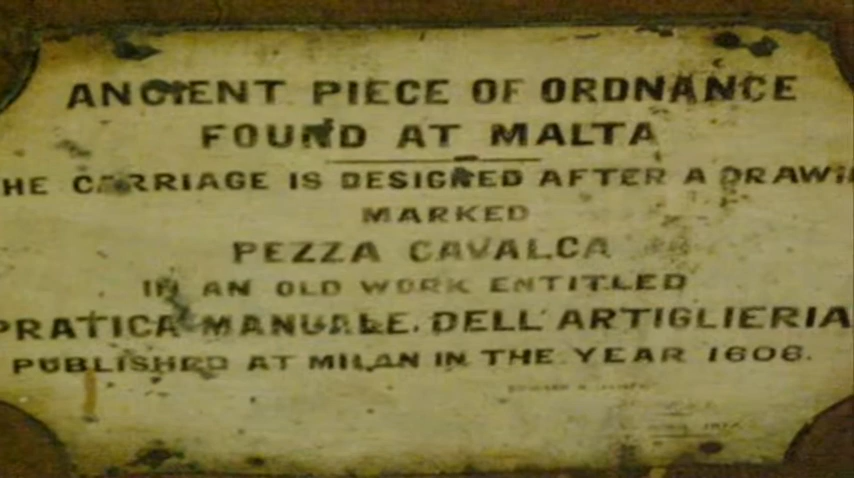 ANCIENT PIECE OF ORDNANCE
FOUND AT MALTA
HE CARRIAGE IS DESIGNED AFTER A DRAWI
MARKED
PEZZA CAVALCA
IN AN OLD WORK ENTITLED
PRATICA MANUALE. DELL' ARTIGLIERIA
PUBLISHED AT MILAN IN THE YEAR 1606.